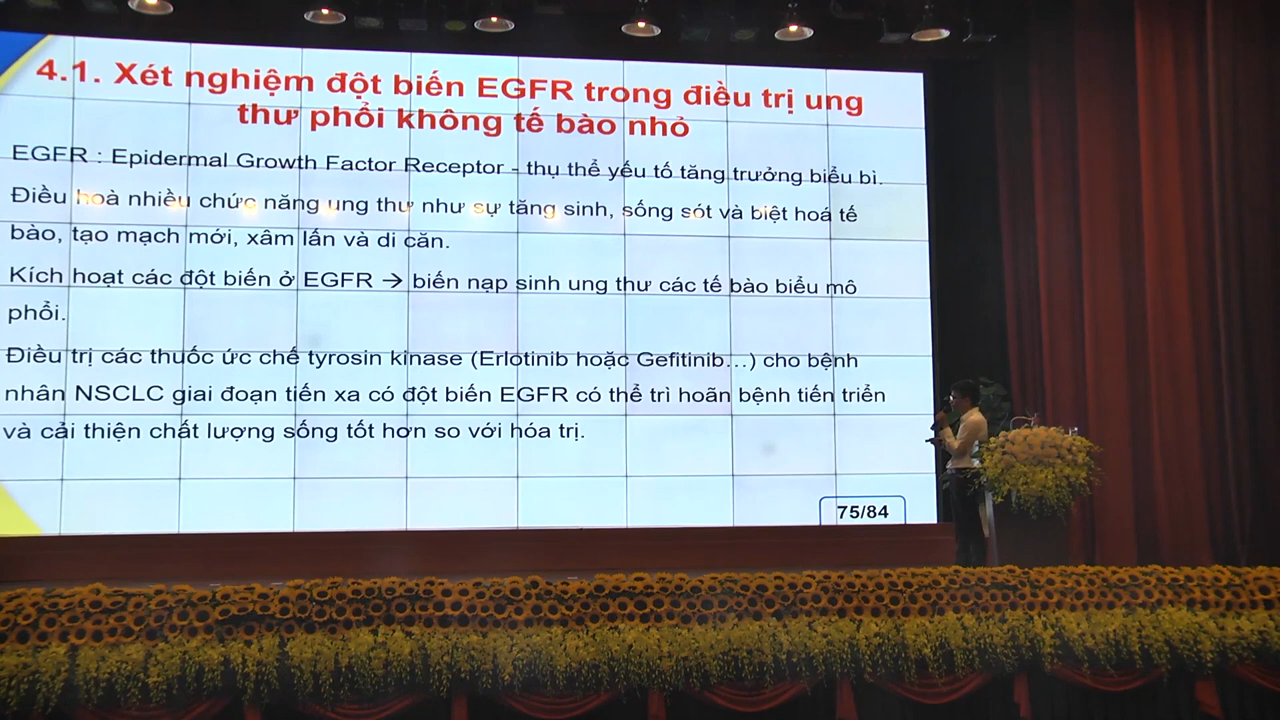 4.1. Xét nghiệm đột biến EGFR trong điều trị ung
thư phổi không tế bào nhỏ
EGFR : Epidermal Growth Factor Receptor - thụ thể yếu tố tăng trưởng biểu bì.
Điều hoà nhiều chức năng ung thư như sự tăng sinh, sống sót và biệt hoá tế
bào, tạo mạch mới, xâm lấn và di căn.
Kích hoạt các đột biến ở EGFR → biến nạp sinh ung thư các tế bào biểu mô
phổi.
Điều trị các thuốc ức chế tyrosin kinase (Erlotinib hoặc Gefitinib…) cho bệnh
nhân NSCLC giai đoạn tiến xa có đột biến EGFR có thể trì hoãn bệnh tiến triển
và cải thiện chất lượng sống tốt hơn so với hóa trị.
75/84